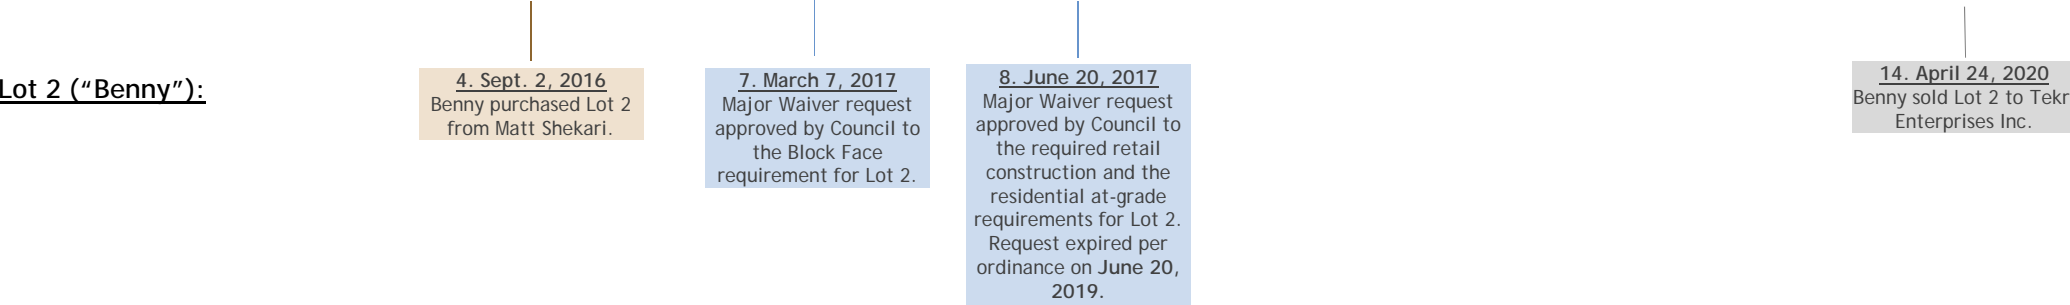 Lot 2 ("Benny"):
4. Sept. 2, 2016
Benny purchased Lot 2
from Matt Shekari.
7. March 7, 2017
Major Waiver request
approved by Council to
the Block Face
requirement for Lot 2.
8. June 20, 2017
Major Waiver request
approved by Council to
the required retail
construction and the
residential at-grade
requirements for Lot 2.
Request expired per
ordinance on June 20,
2019.
14. April 24, 2020
Benny sold Lot 2 to Tekr
Enterprises Inc.